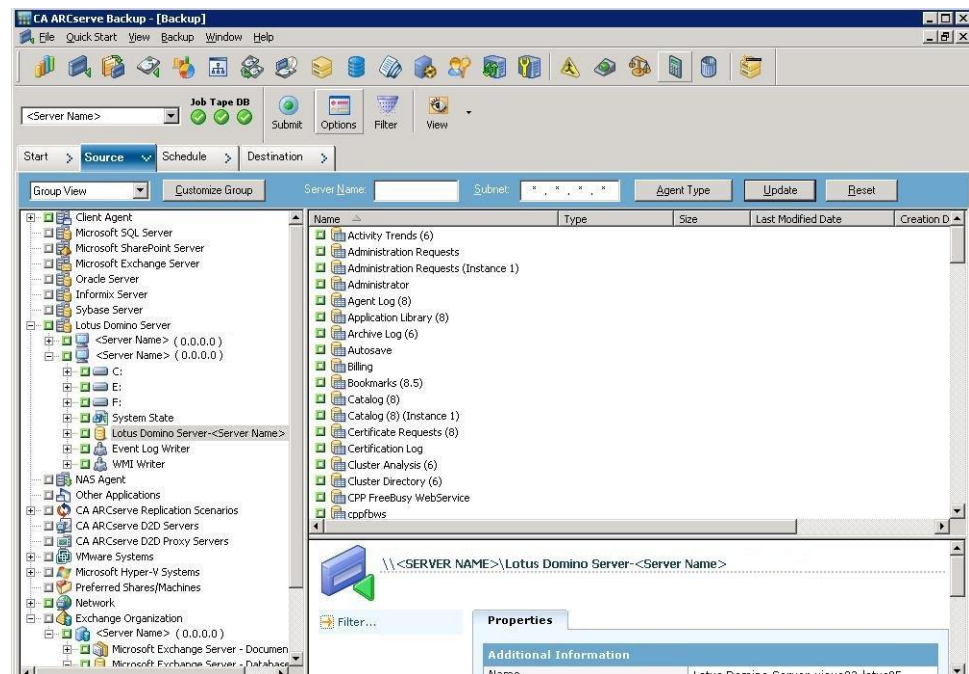 CA ARCserve Backup - [Backup]
File Quick Start View Backup Window Help
Job Tape DB
<Server Name>
Submit Options Filter View
Start > Source Schedule > Destination >
Group View Customize Group Server Name: Subnet: * . * . * . * Agent Type Update Reset
Client Agent
Microsoft SQL Server
Microsoft SharePoint Server
Microsoft Exchange Server
Oracle Server
Informix Server
Sybase Server
Lotus Domino Server
<Server Name> ( 0.0.0.0 )
<Server Name> ( 0.0.0.0 )
C:
E:
F:
System State
Lotus Domino Server-<Server Name>
Event Log Writer
WMI Writer
NAS Agent
Other Applications
CA ARCserve Replication Scenarios
CA ARCserve D2D Servers
CA ARCserve D2D Proxy Servers
VMware Systems
Microsoft Hyper-V Systems
Preferred Shares/Machines
Network
Exchange Organization
<Server Name> ( 0.0.0.0 )
Microsoft Exchange Server - Documen
Microsoft Exchange Server - Database
Name Type Size Last Modified Date Creation D
Activity Trends (6)
Administration Requests
Administration Requests (Instance 1)
Administrator
Agent Log (8)
Application Library (8)
Archive Log (6)
Autosave
Billing
Bookmarks (8.5)
Catalog (8)
Catalog (8) (Instance 1)
Certificate Requests (8)
Certification Log
Cluster Analysis (6)
Cluster Directory (6)
CPP FreeBusy WebService
cppfbws
\\<SERVER NAME>\Lotus Domino Server-<Server Name>
Filter...
Properties
Additional Information
Name